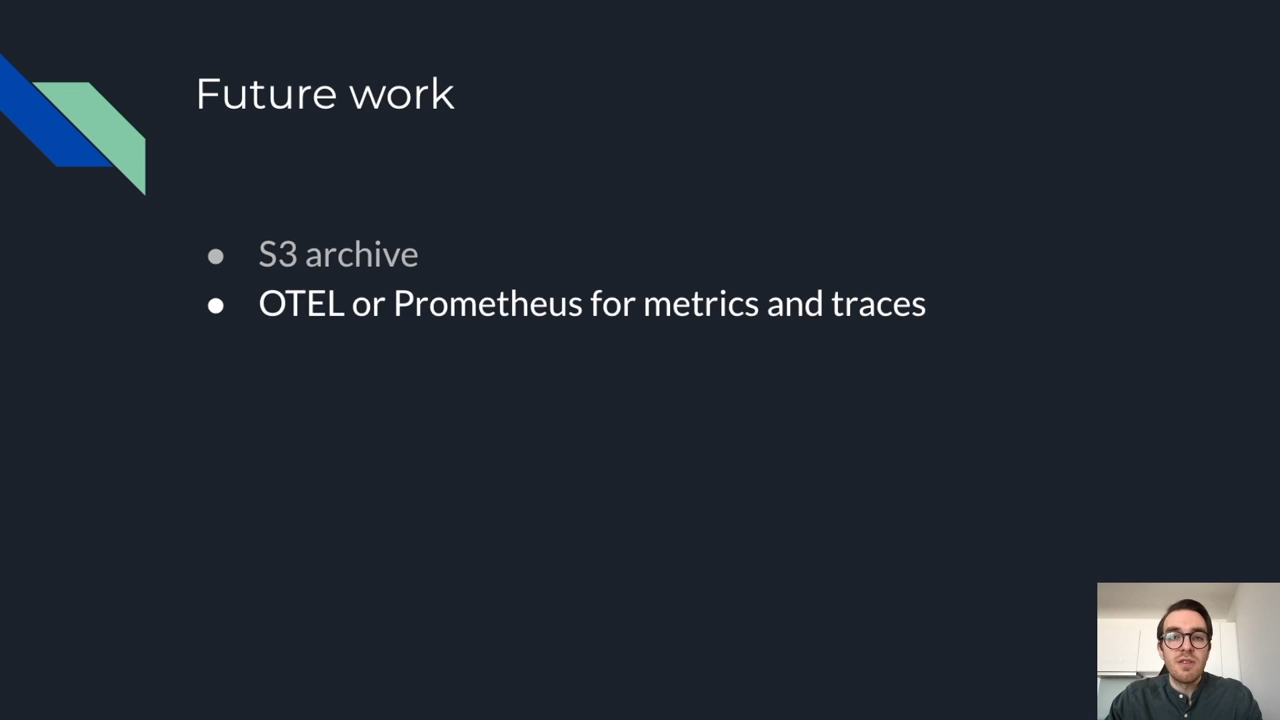 Future work
● S3 archive
● OTEL or Prometheus for metrics and traces